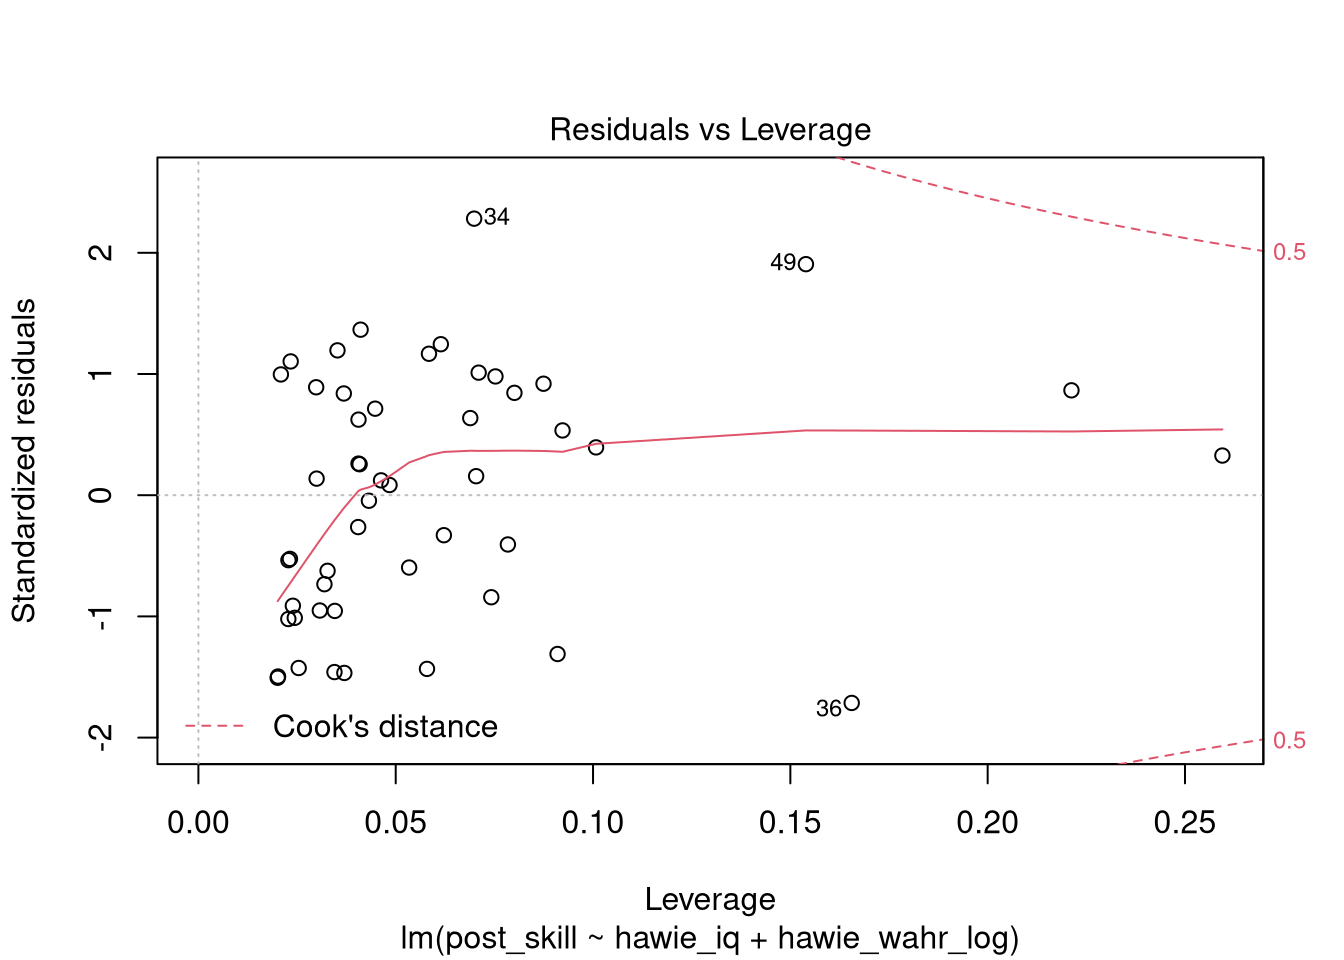 Residuals vs Leverage
Standardized residuals
2
1
0
-1
-2
34
49
36
0.5
0.5
Cook's distance
0.00 0.05 0.10 0.15 0.20 0.25
Leverage
lm(post_skill ~ hawie_iq + hawie_wahr_log)